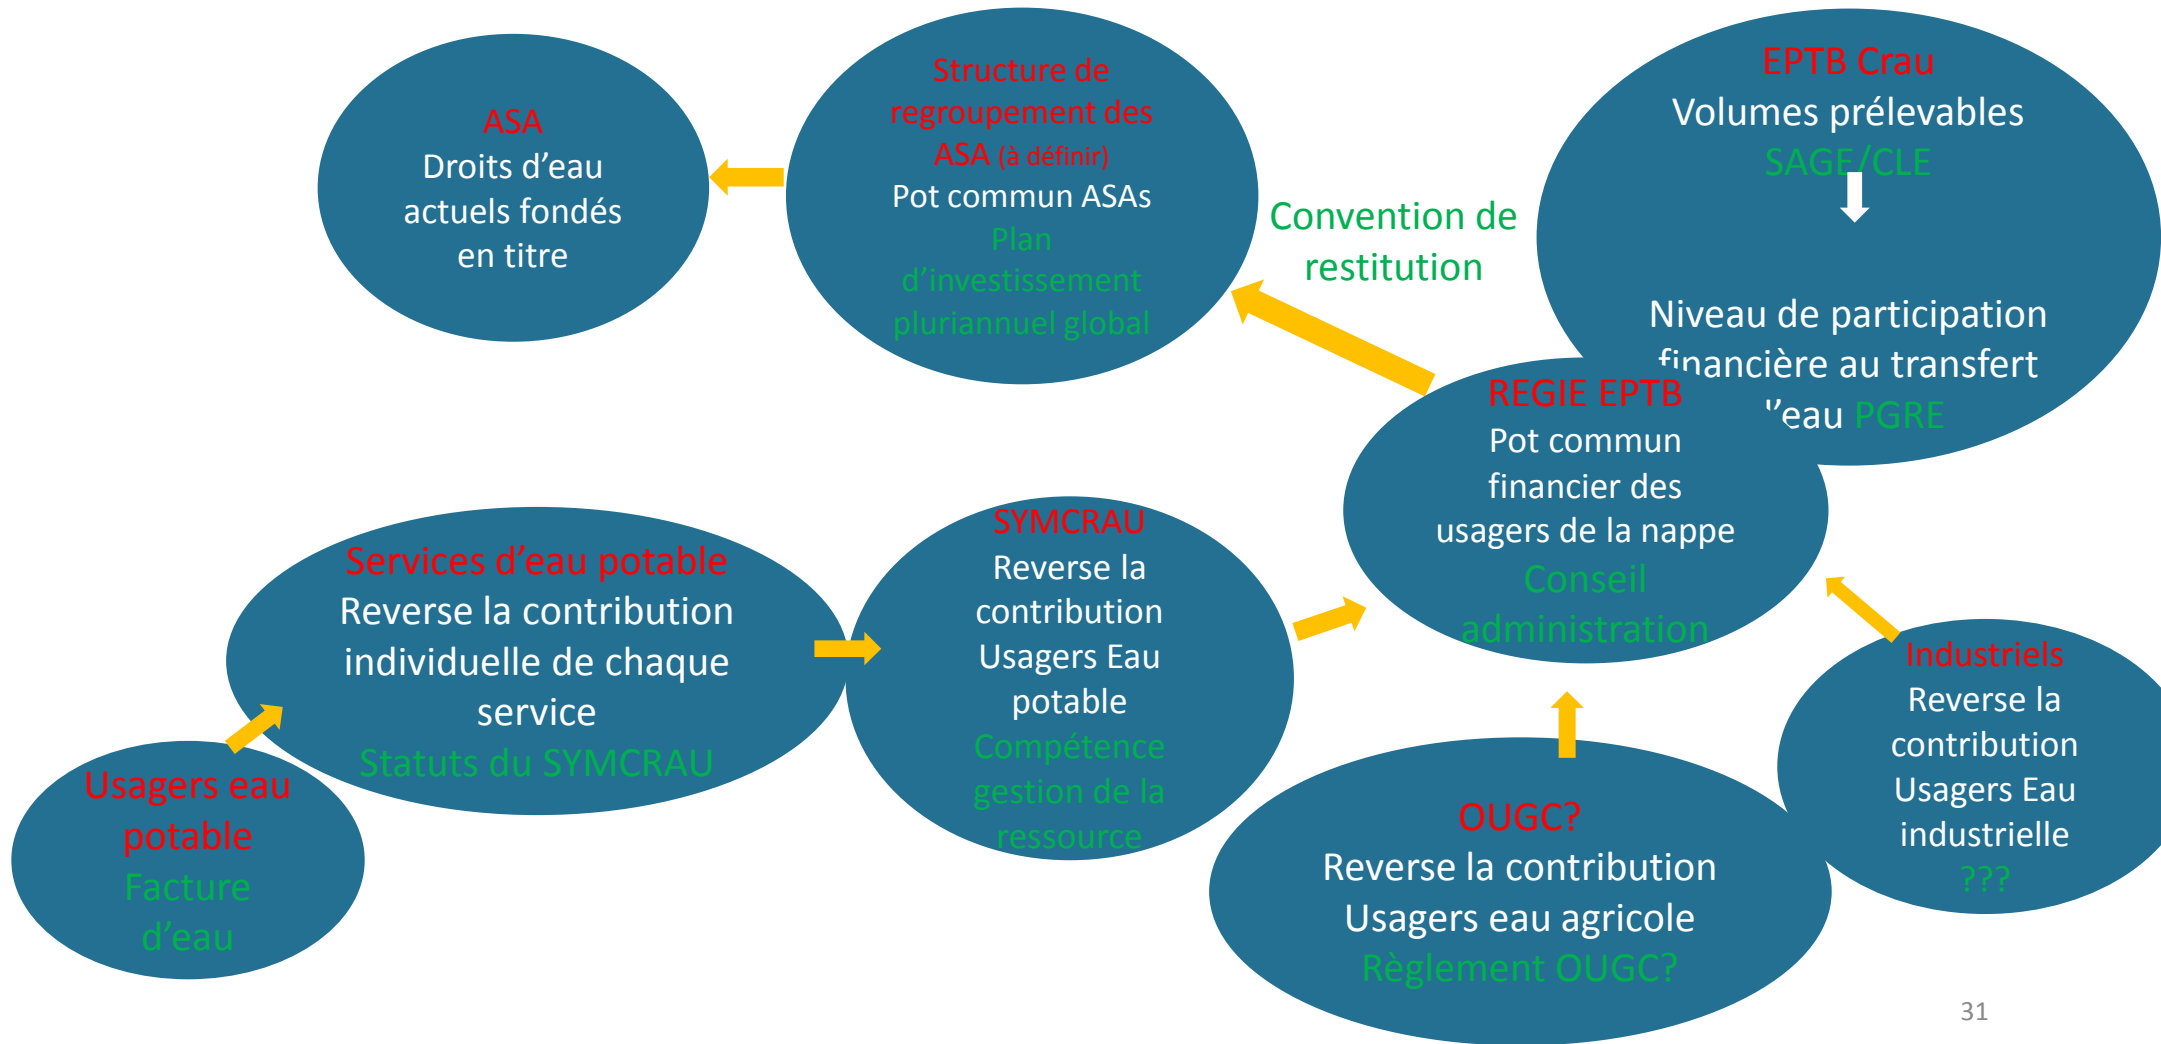 ASA
Droits d'eau
actuels fondés
en titre
Structure de
regroupement des
ASA (à définir)
Pot commun ASAs
Plan
d'investissement
pluriannuel global
Convention de
restitution
EPTB Crau
Volumes prélevables
SAGE/CLE
Niveau de participation
financière au transfert
l'eau PGRE
REGIE EPTB
Pot commun
financier des
usagers de la nappe
Conseil
administration
Services d'eau potable
Reverse la contribution
individuelle de chaque
service
Statuts du SYMCRAU
SYMCRAU
Reverse la
contribution
Usagers Eau
potable
Compétence
gestion de la
ressource
Usagers eau
potable
Facture
d'eau
OUGC?
Reverse la contribution
Usagers eau agricole
Règlement OUGC?
Industriels
Reverse la
contribution
Usagers Eau
industrielle
???
31